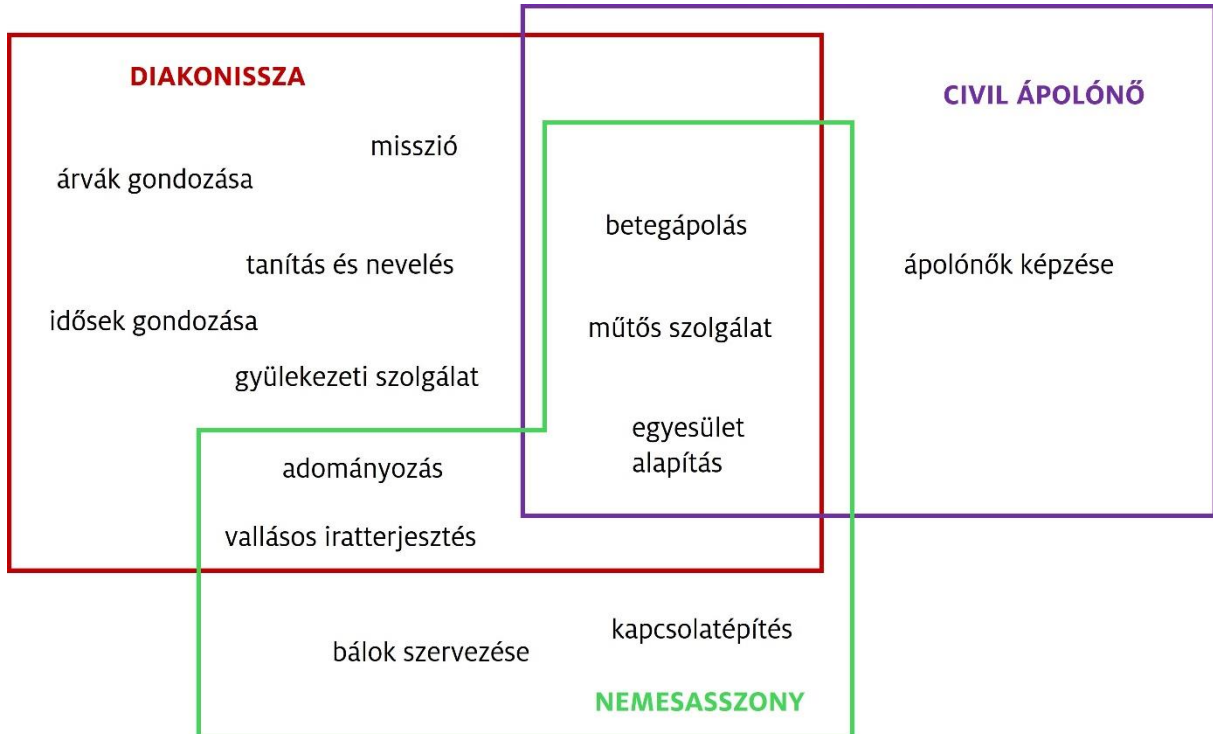 DIAKONISSZA
CIVIL ÁPOLÓNŐ
misszió
árvák gondozása
betegápolás
tanítás és nevelés
ápolónők képzése
idősek gondozása
műtős szolgálat
gyülekezeti szolgálat
egyesület
alapítás
adományozás
vallásos iratterjesztés
kapcsolatépítés
bálok szervezése
NEMESASSZONY